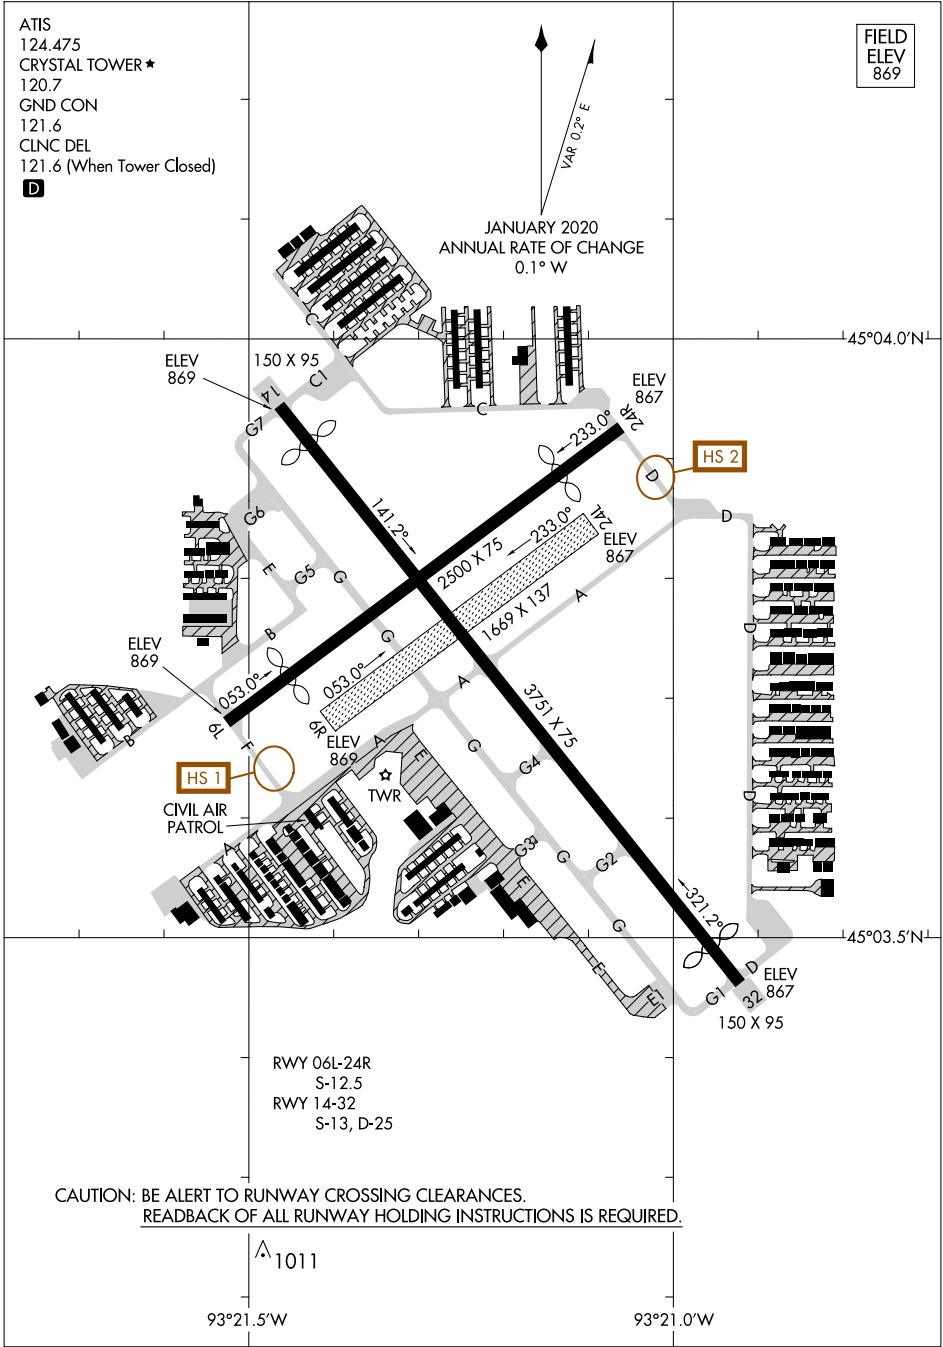 ATIS
124.475
CRYSTAL TOWER★
120.7
GND CON
121.6
CLNC DEL
121.6 (When Tower Closed)
D
FIELD
ELEV
869
VAR 0.2° E
JANUARY 2020
ANNUAL RATE OF CHANGE
0.1° W
45°04.0'N
ELEV
869
150 X 95
14
C
C1
C
G7
ELEV
867
24R
233.0°
HS 2
D
D
141.2°
G6
E
G5
G
2500 X 75
233.0°
24L
ELEV
867
1669 X 137
A
B
G
ELEV
869
053.0°
053.0°
6L
6R
ELEV
869
A
D
3751 X 75
B
F
HS 1
A
E
G
G4
TWR
CIVIL AIR
PATROL
A
D
G3
G
G2
E
G
321.2°
45°03.5'N
E
E1
G1
D
32
ELEV
867
150 X 95
RWY 06L-24R
S-12.5
RWY 14-32
S-13, D-25
CAUTION: BE ALERT TO RUNWAY CROSSING CLEARANCES.
READBACK OF ALL RUNWAY HOLDING INSTRUCTIONS IS REQUIRED.
1011
93°21.5'W
93°21.0'W